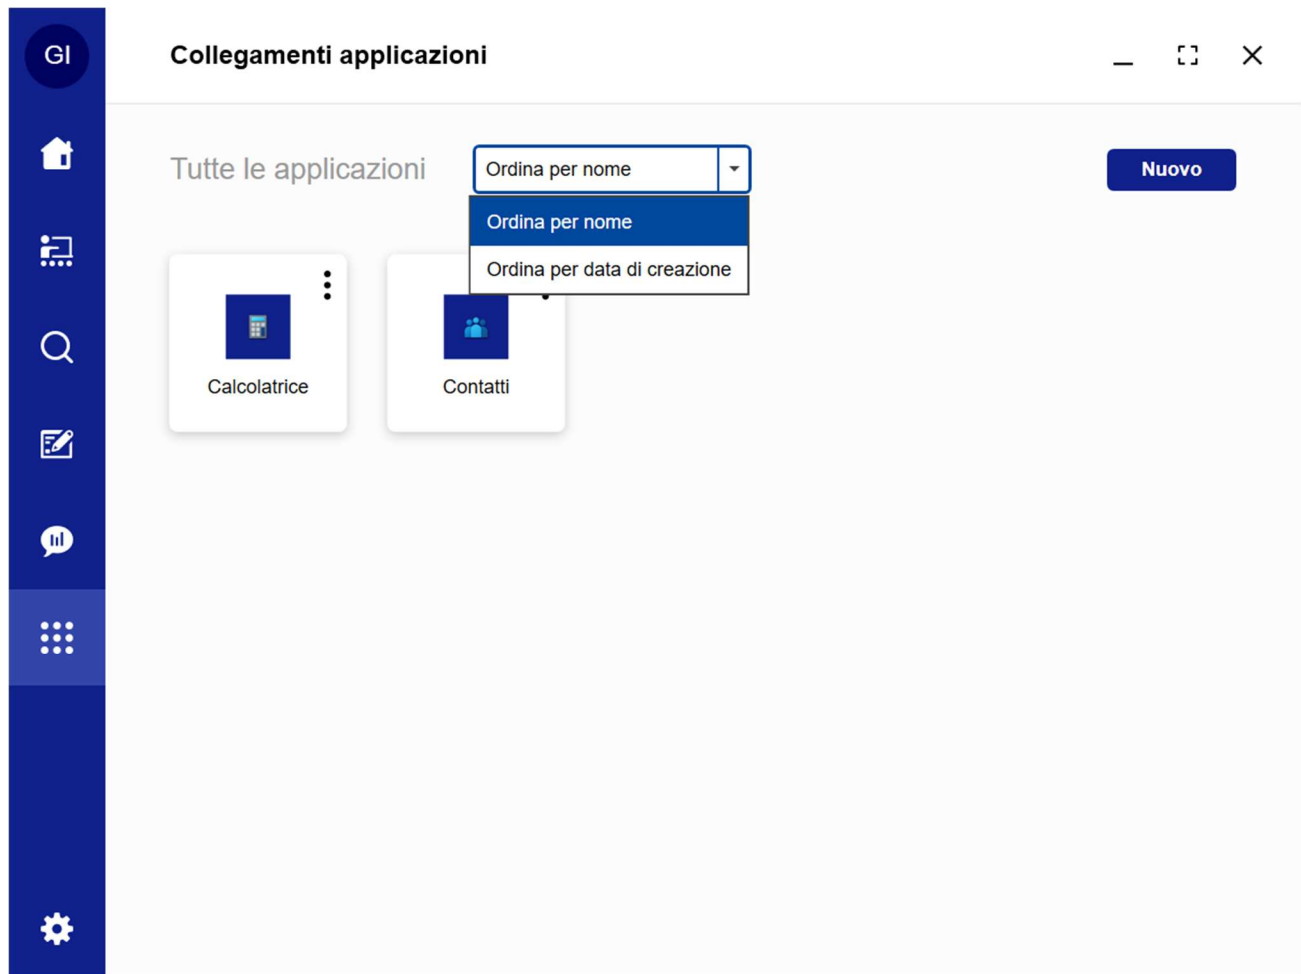 GI
Collegamenti applicazioni
Tutte le applicazioni
Ordina per nome
Nuovo
Ordina per nome
Ordina per data di creazione
Calcolatrice
Contatti